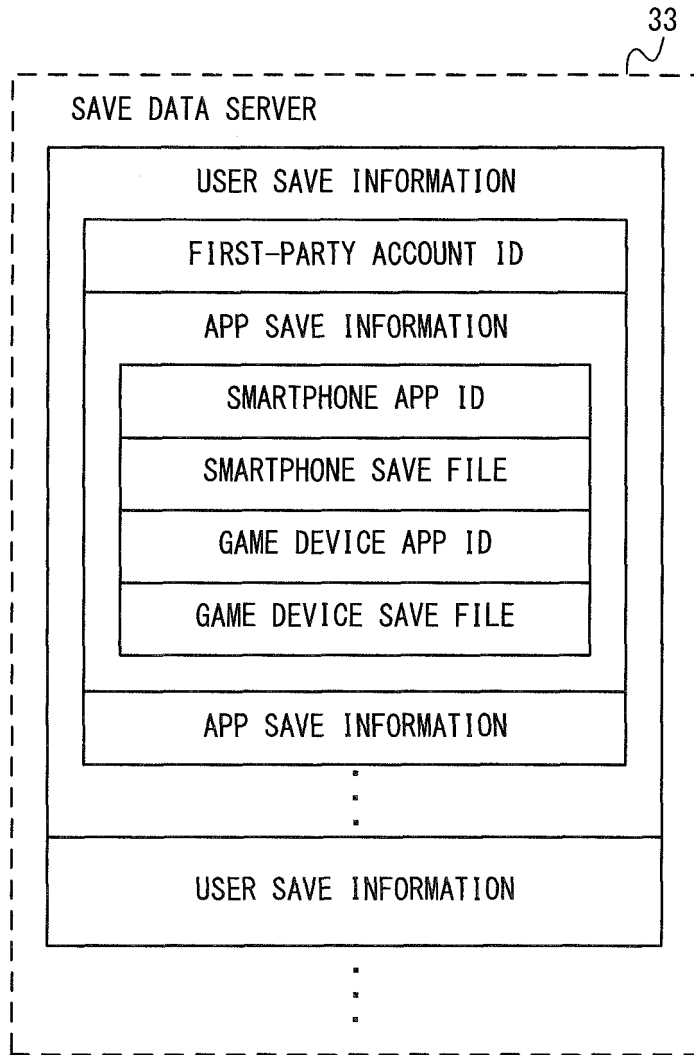 33
SAVE DATA SERVER
USER SAVE INFORMATION
FIRST-PARTY ACCOUNT ID
APP SAVE INFORMATION
SMARTPHONE APP ID
SMARTPHONE SAVE FILE
GAME DEVICE APP ID
GAME DEVICE SAVE FILE
APP SAVE INFORMATION
USER SAVE INFORMATION